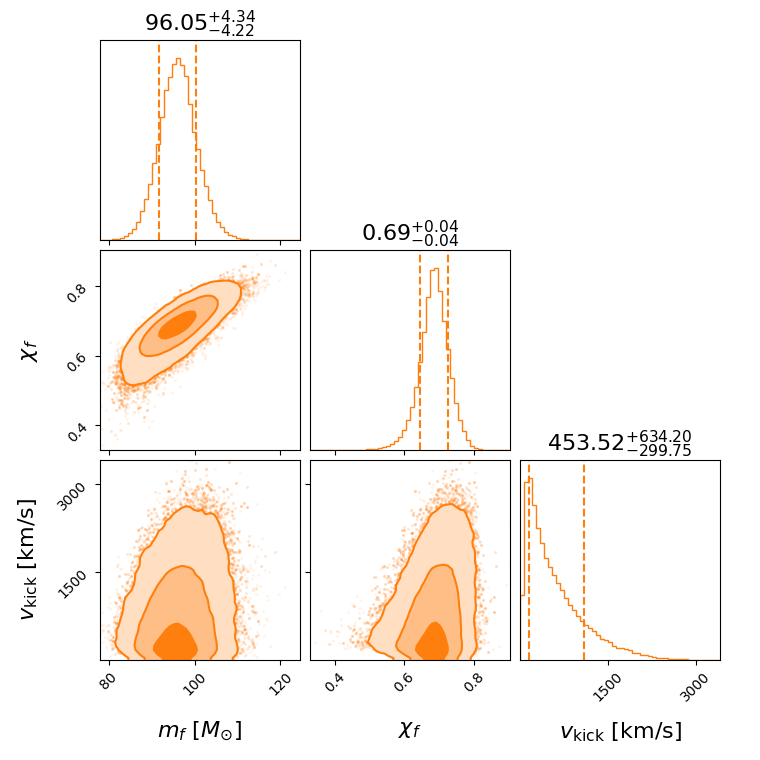 96.05+4.34−4.22
0.69+0.04−0.04
453.52+634.20−299.75
χf
0.8
0.6
0.4
vkick [km/s]
3000
1500
80 100 120
0.4 0.6 0.8
1500 3000
mf [M⊙]
χf
vkick [km/s]